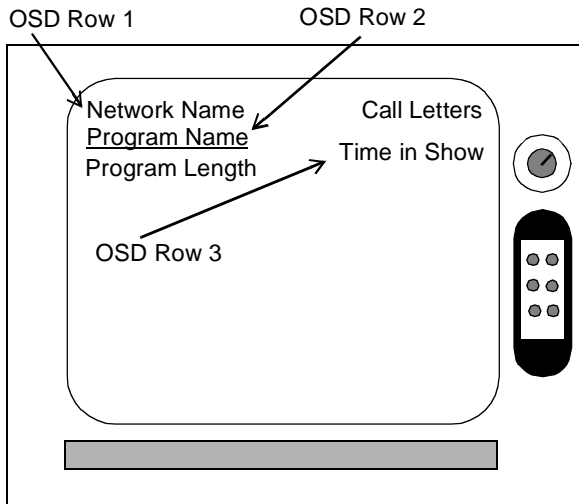 OSD Row 1
OSD Row 2
Network Name
Call Letters
Program Name
Time in Show
Program Length
OSD Row 3